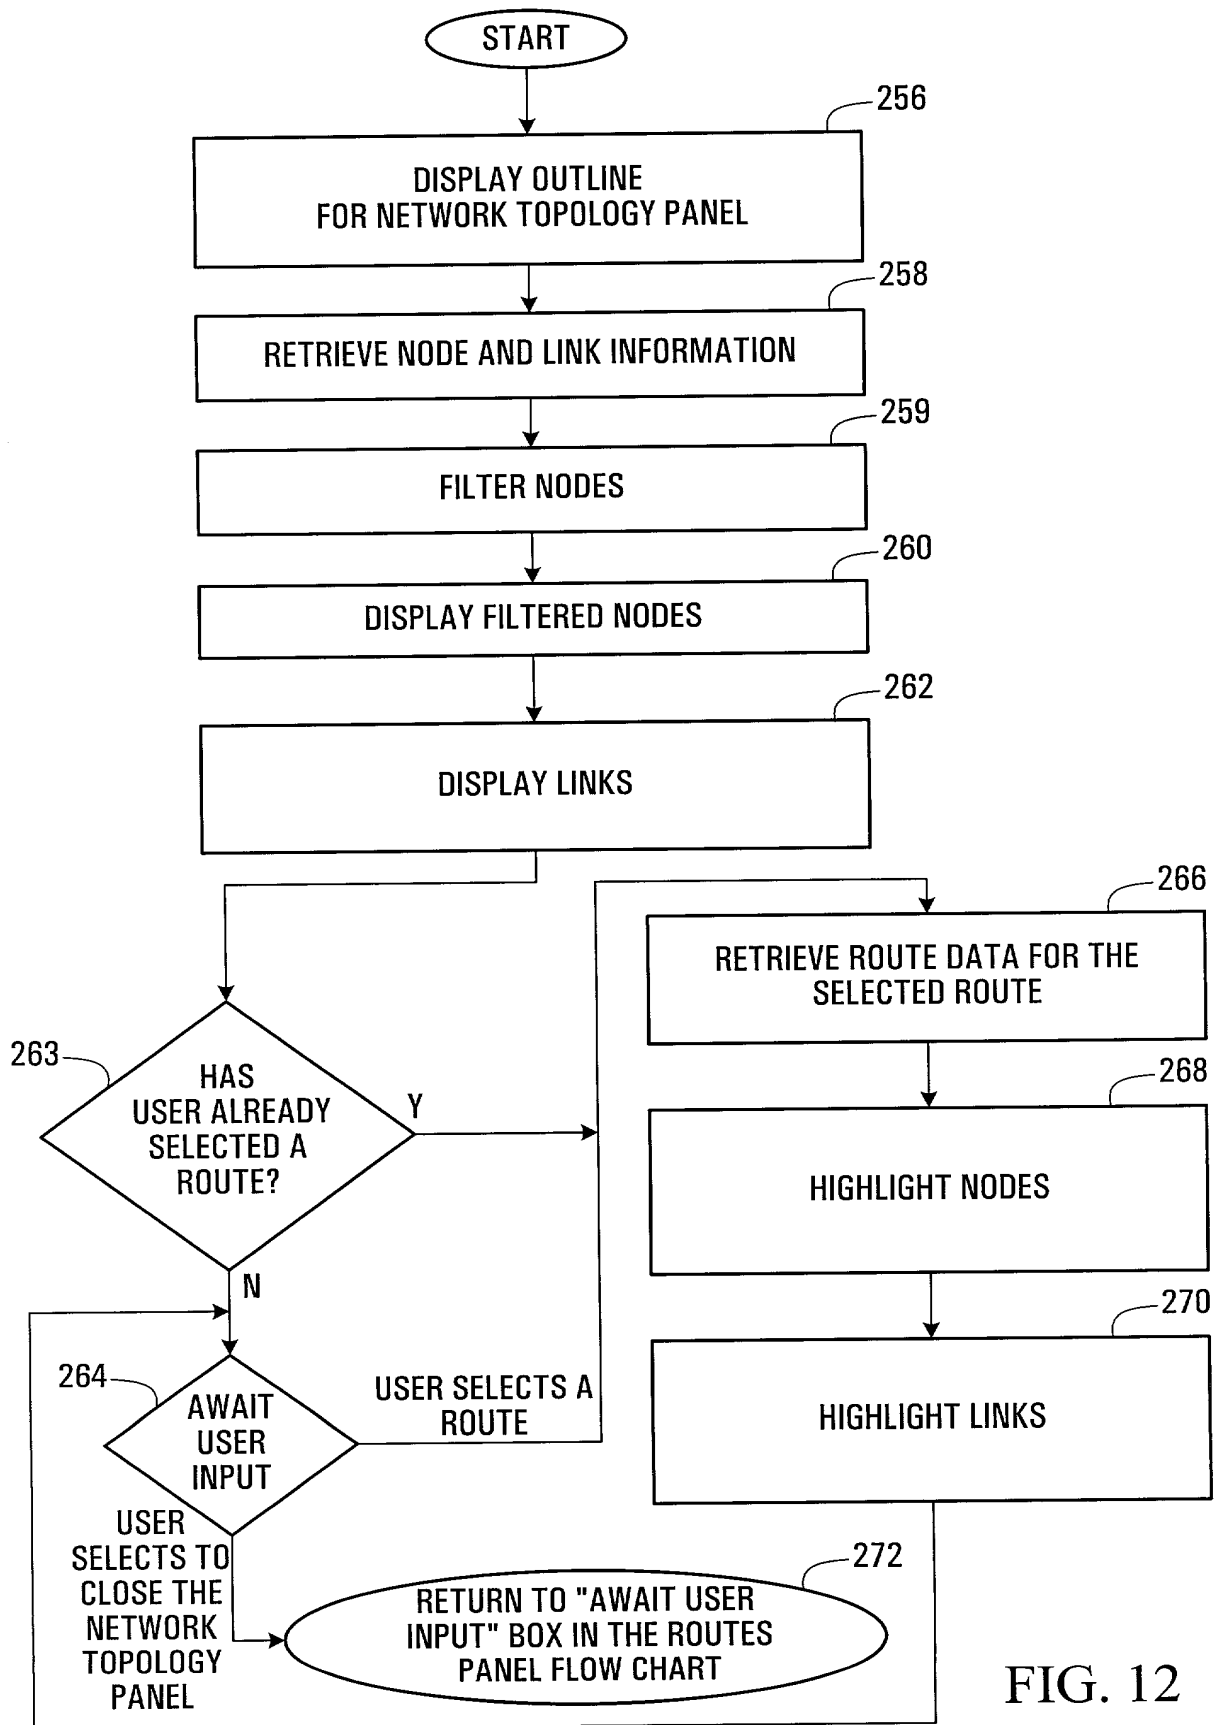 START
256
DISPLAY OUTLINE
FOR NETWORK TOPOLOGY PANEL
258
RETRIEVE NODE AND LINK INFORMATION
259
FILTER NODES
260
DISPLAY FILTERED NODES
262
DISPLAY LINKS
266
RETRIEVE ROUTE DATA FOR THE
SELECTED ROUTE
263
HAS
USER ALREADY
SELECTED A
ROUTE?
Y
N
268
HIGHLIGHT NODES
270
HIGHLIGHT LINKS
264
AWAIT
USER
INPUT
USER SELECTS A
ROUTE
USER
SELECTS TO
CLOSE THE
NETWORK
TOPOLOGY
PANEL
272
RETURN TO "AWAIT USER
INPUT" BOX IN THE ROUTES
PANEL FLOW CHART
FIG. 12